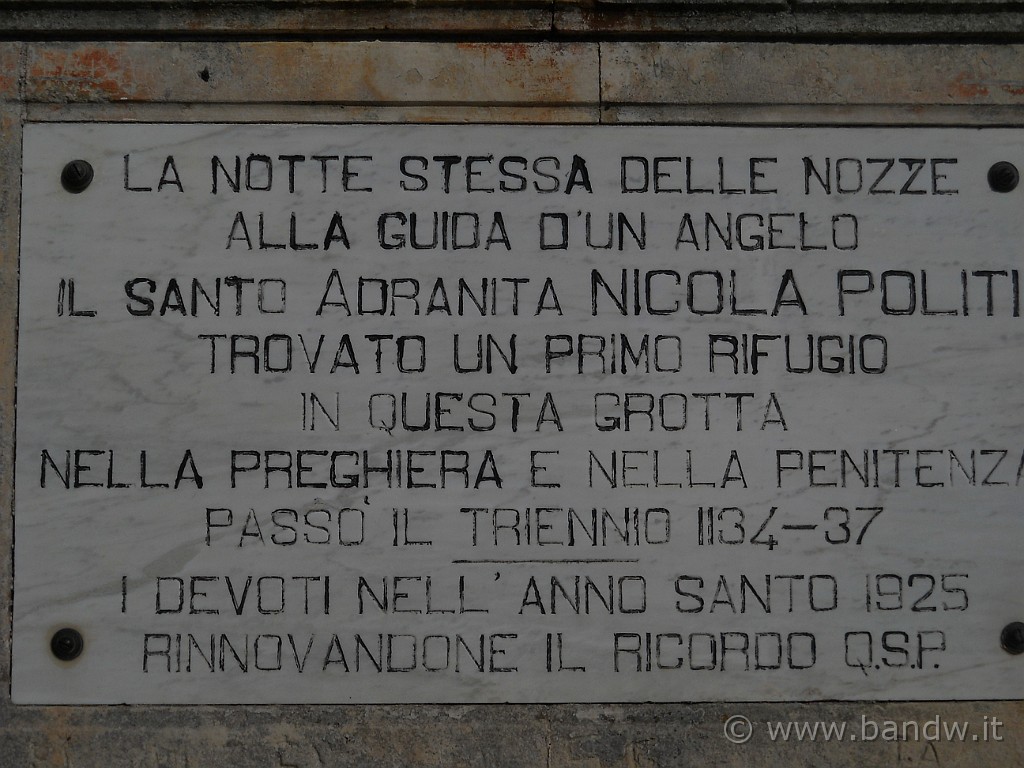 LA NOTTE STESSA DELLE NOZZE
ALLA GUIDA D'UN ANGELO
IL SANTO ADRANITA NICOLA POLITI
TROVATO UN PRIMO RIFUGIO
IN QUESTA GROTTA
NELLA PREGHIERA E NELLA PENITENZA
PASSO' IL TRIENNIO 1134-37
I DEVOTI NELL'ANNO SANTO 1925
RINNOVANDONE IL RICORDO Q.S.P.
© www.bandw.it